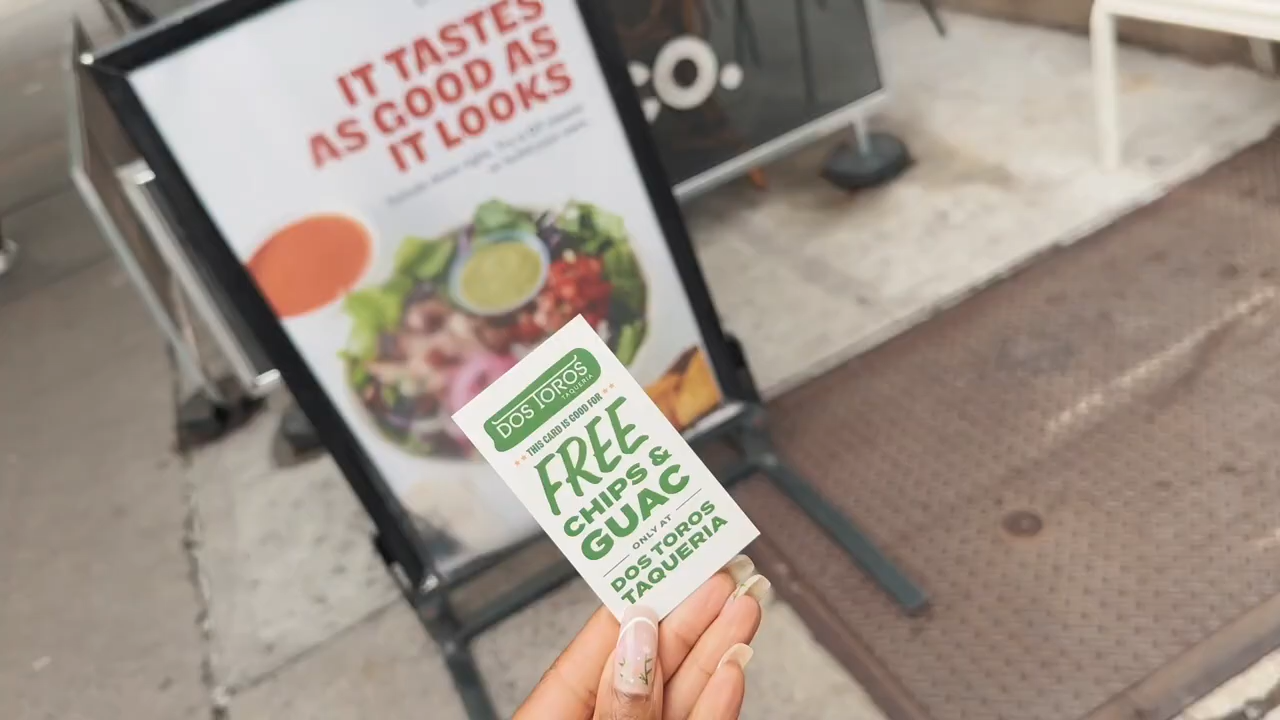 IT TASTES
AS GOOD AS
IT LOOKS
co.
DOS TOROS
TAQUERIA
THIS CARD IS GOOD FOR
FREE
CHIPS &
GUAC
ONLY AT
DOS TOROS
TAQUERIA